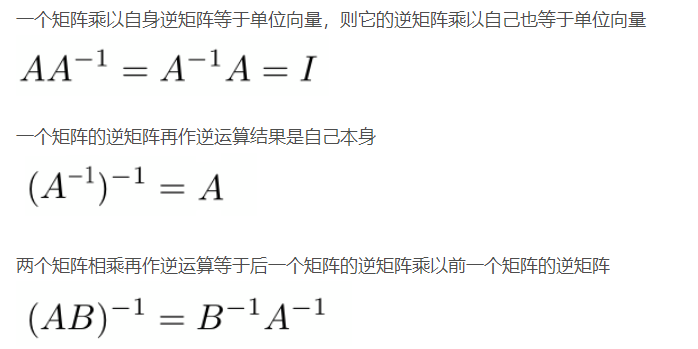 一个矩阵乘以自身逆矩阵等于单位向量，则它的逆矩阵乘以自己也等于单位向量
AA⁻¹ = A⁻¹A = I
一个矩阵的逆矩阵再作逆运算结果是自己本身
(A⁻¹)⁻¹ = A
两个矩阵相乘再作逆运算等于后一个矩阵的逆矩阵乘以前一个矩阵的逆矩阵
(AB)⁻¹ = B⁻¹A⁻¹